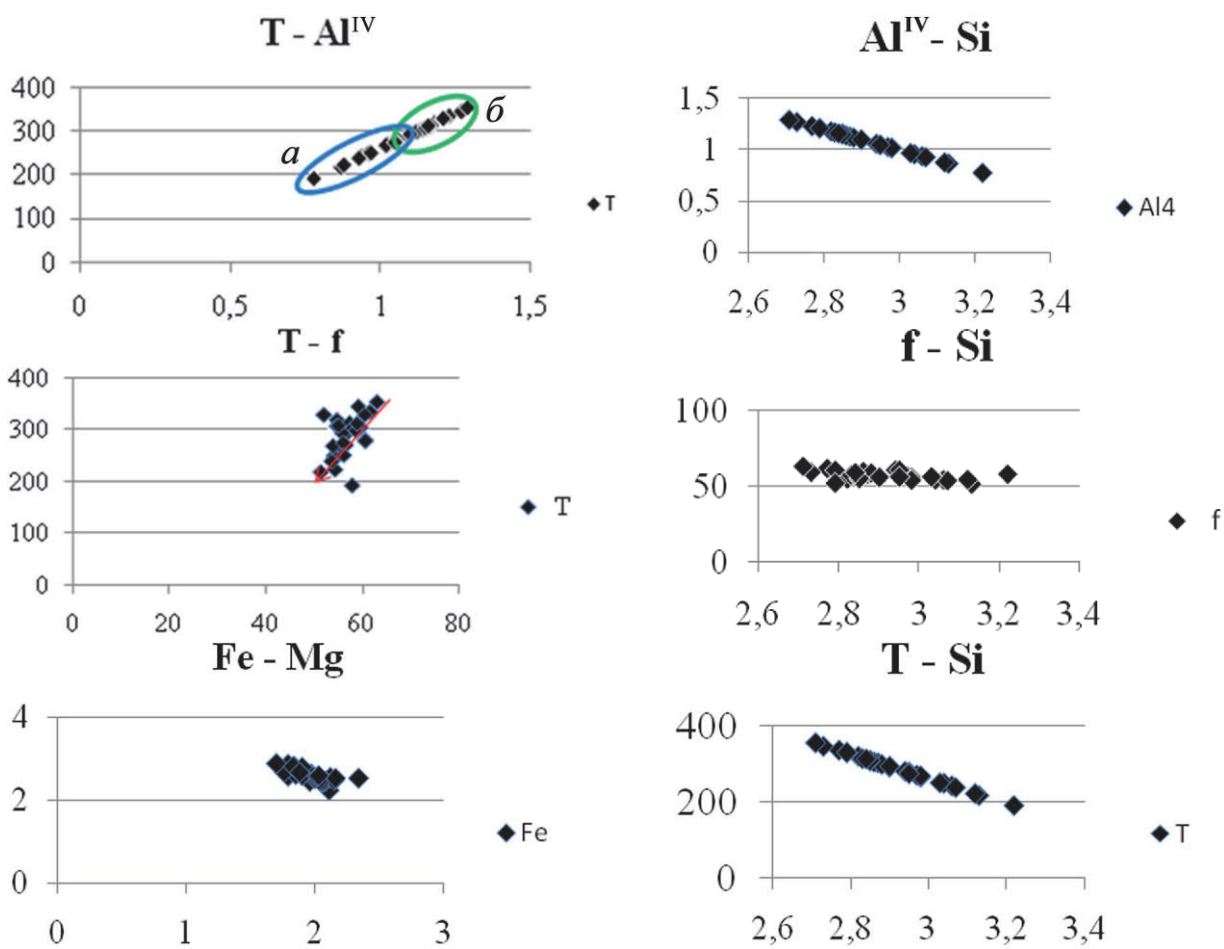 T - Al^IV
400
300
200
100
0
0 0,5 1 1,5
а
б
T
Al^IV - Si
1,5
1
0,5
0
2,6 2,8 3 3,2 3,4
Al4
T - f
400
300
200
100
0
0 20 40 60 80
T
f - Si
100
50
0
2,6 2,8 3 3,2 3,4
f
Fe - Mg
4
2
0
0 1 2 3
Fe
T - Si
400
200
0
2,6 2,8 3 3,2 3,4
T